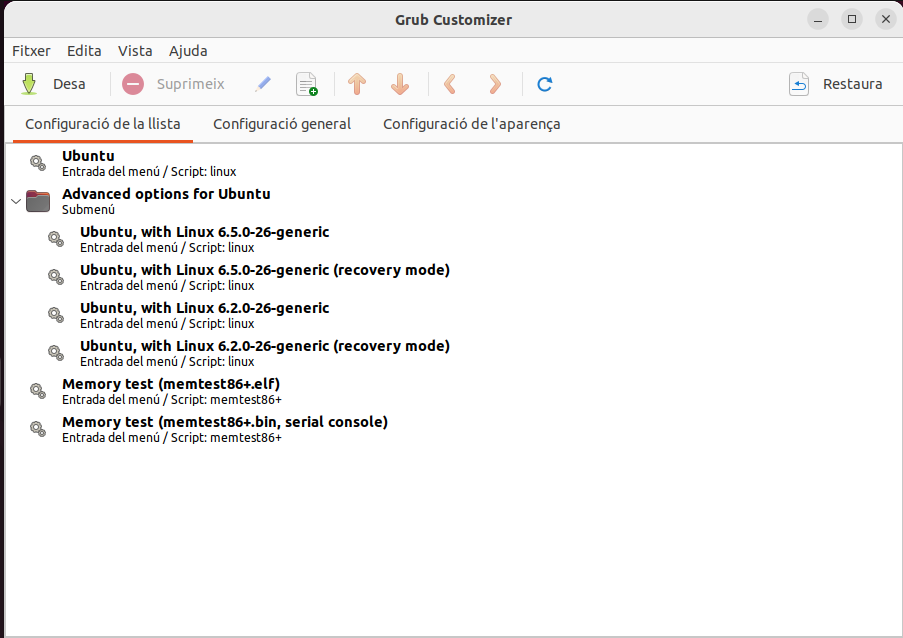 Grub Customizer
Fitxer Edita Vista Ajuda
Desa Suprimeix Restaura
Configuració de la llista Configuració general Configuració de l'aparença
Ubuntu
Entrada del menú / Script: linux
Advanced options for Ubuntu
Submenú
Ubuntu, with Linux 6.5.0-26-generic
Entrada del menú / Script: linux
Ubuntu, with Linux 6.5.0-26-generic (recovery mode)
Entrada del menú / Script: linux
Ubuntu, with Linux 6.2.0-26-generic
Entrada del menú / Script: linux
Ubuntu, with Linux 6.2.0-26-generic (recovery mode)
Entrada del menú / Script: linux
Memory test (memtest86+.elf)
Entrada del menú / Script: memtest86+
Memory test (memtest86+.bin, serial console)
Entrada del menú / Script: memtest86+